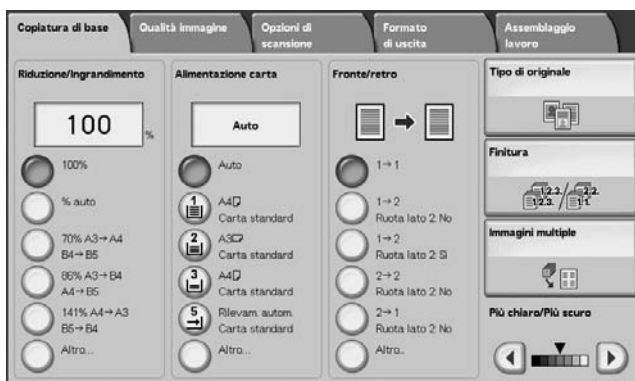 Copiatura di base
Qualità immagine
Opzioni di
scansione
Formato
di uscita
Assemblaggio
lavoro
Riduzione/Ingrandimento
100
%
100%
% auto
70% A3→A4
B4→B5
86% A3→B4
A4→B5
141% A4→A3
B5→B4
Altro...
Alimentazione carta
Auto
Auto
1
A4
Carta standard
2
A3
Carta standard
3
A4
Carta standard
5
Rilevam. autom.
Carta standard
Altro...
Fronte/retro
1→1
1→2
Ruota lato 2 No
1→2
Ruota lato 2 Sì
2→2
Ruota lato 2 No
2→1
Ruota lato 2 No
Altro..
Tipo di originale
Finitura
Immagini multiple
Più chiaro/Più scuro